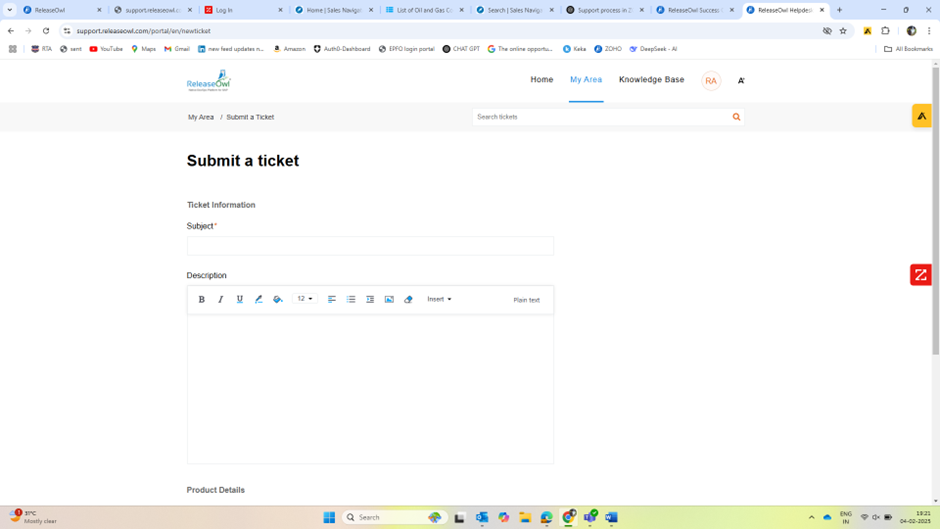 ReleaseOwl
support.releaseowl.c
Log In
Home | Sales Naviga
List of Oil and Gas Co
Search | Sales Naviga
Support process in ZO
ReleaseOwl Success
ReleaseOwl Helpdesk
support.releaseowl.com/portal/en/newticket
RTA
sent
YouTube
Maps
Gmail
new feed updates n...
Amazon
Auth0-Dashboard
EPFO login portal
CHAT GPT
The online opportu...
Keka
ZOHO
DeepSeek - AI
All Bookmarks
ReleaseOwl
Home
My Area
Knowledge Base
RA
A
My Area / Submit a Ticket
Search tickets
Submit a ticket
Ticket Information
Subject*
Description
B I U 12 Insert Plain text
Product Details
31°C
Mostly clear
Search
ENG
IN
19:21
04-02-2025